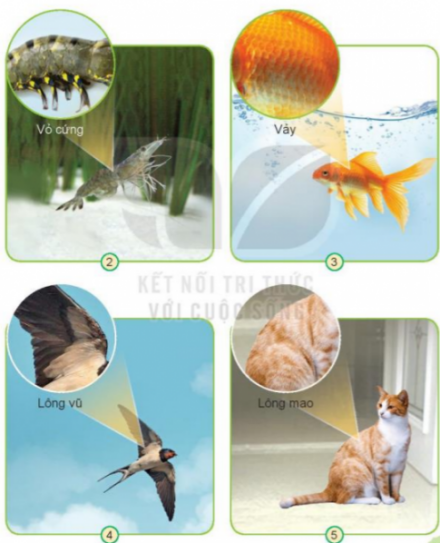 Vỏ cứng
Vảy
2
3
KẾT NỐI TRI THỨC
VỚI CUỘC SỐNG
Lông vũ
Lông mao
4
5